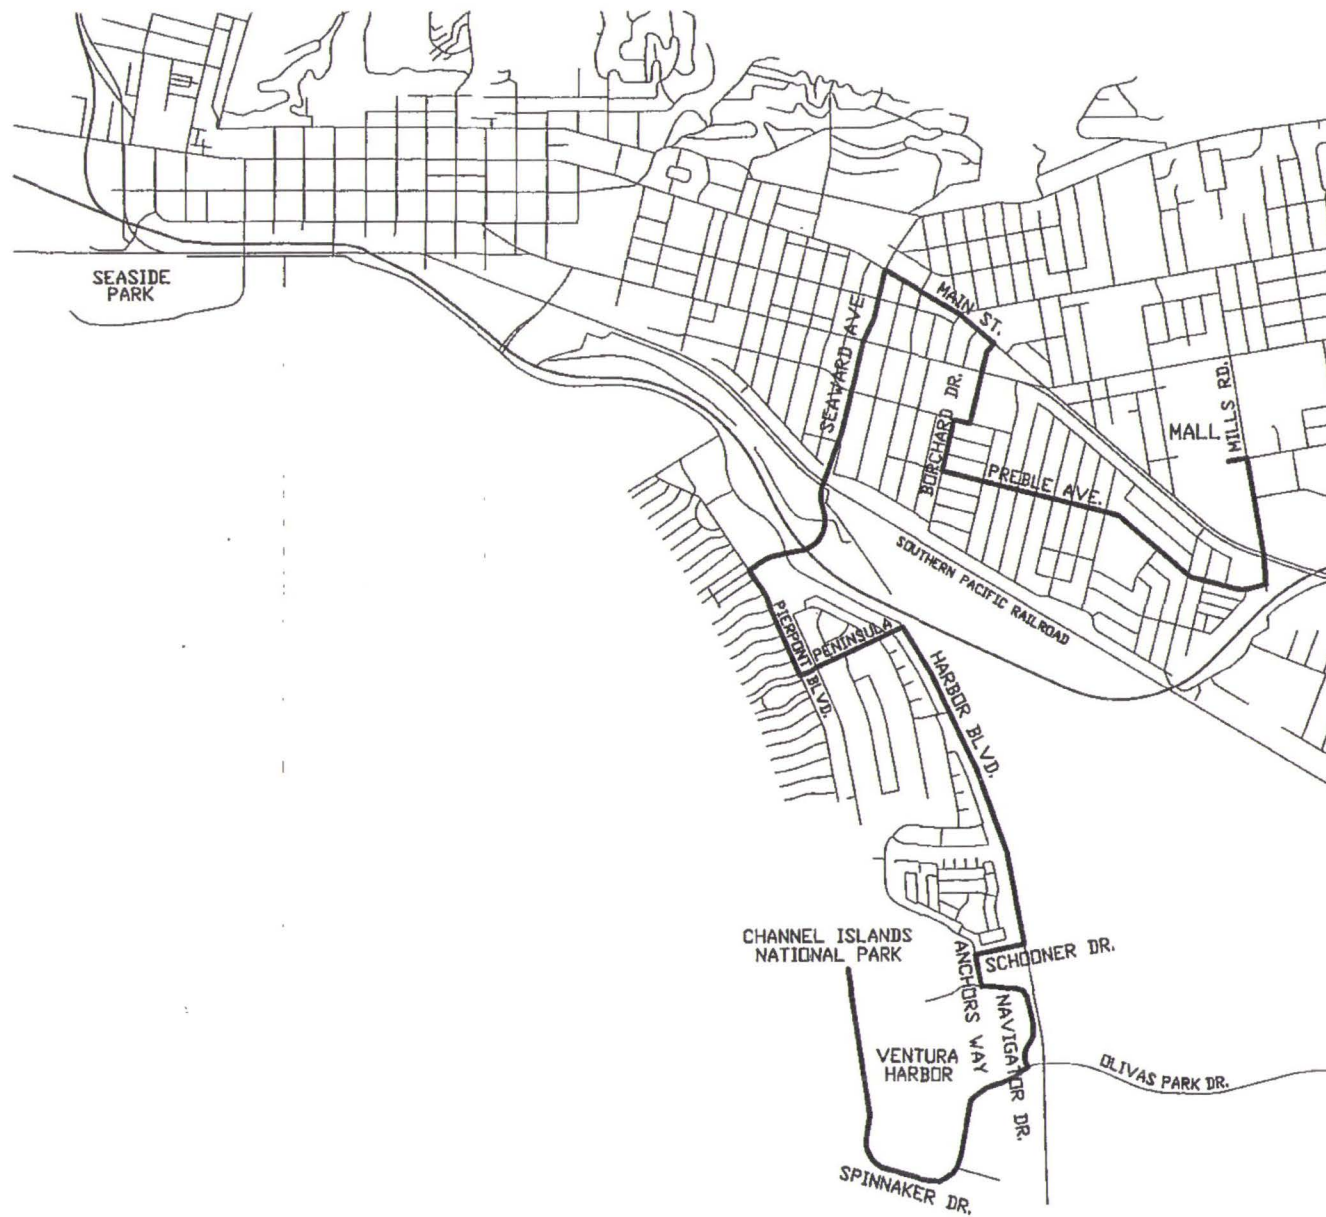 SEASIDE
PARK
MAIN ST.
SEAWARD AVE.
BORCHARD DR.
MILLS RD.
MALL
PREBLE AVE.
SOUTHERN PACIFIC RAILROAD
PIERPONT BLVD.
PENINSULA
HARBOR BLVD.
CHANNEL ISLANDS
NATIONAL PARK
SCHOONER DR.
ANCHORS WAY
NAVIGATOR DR.
VENTURA
HARBOR
OLIVAS PARK DR.
SPINNAKER DR.